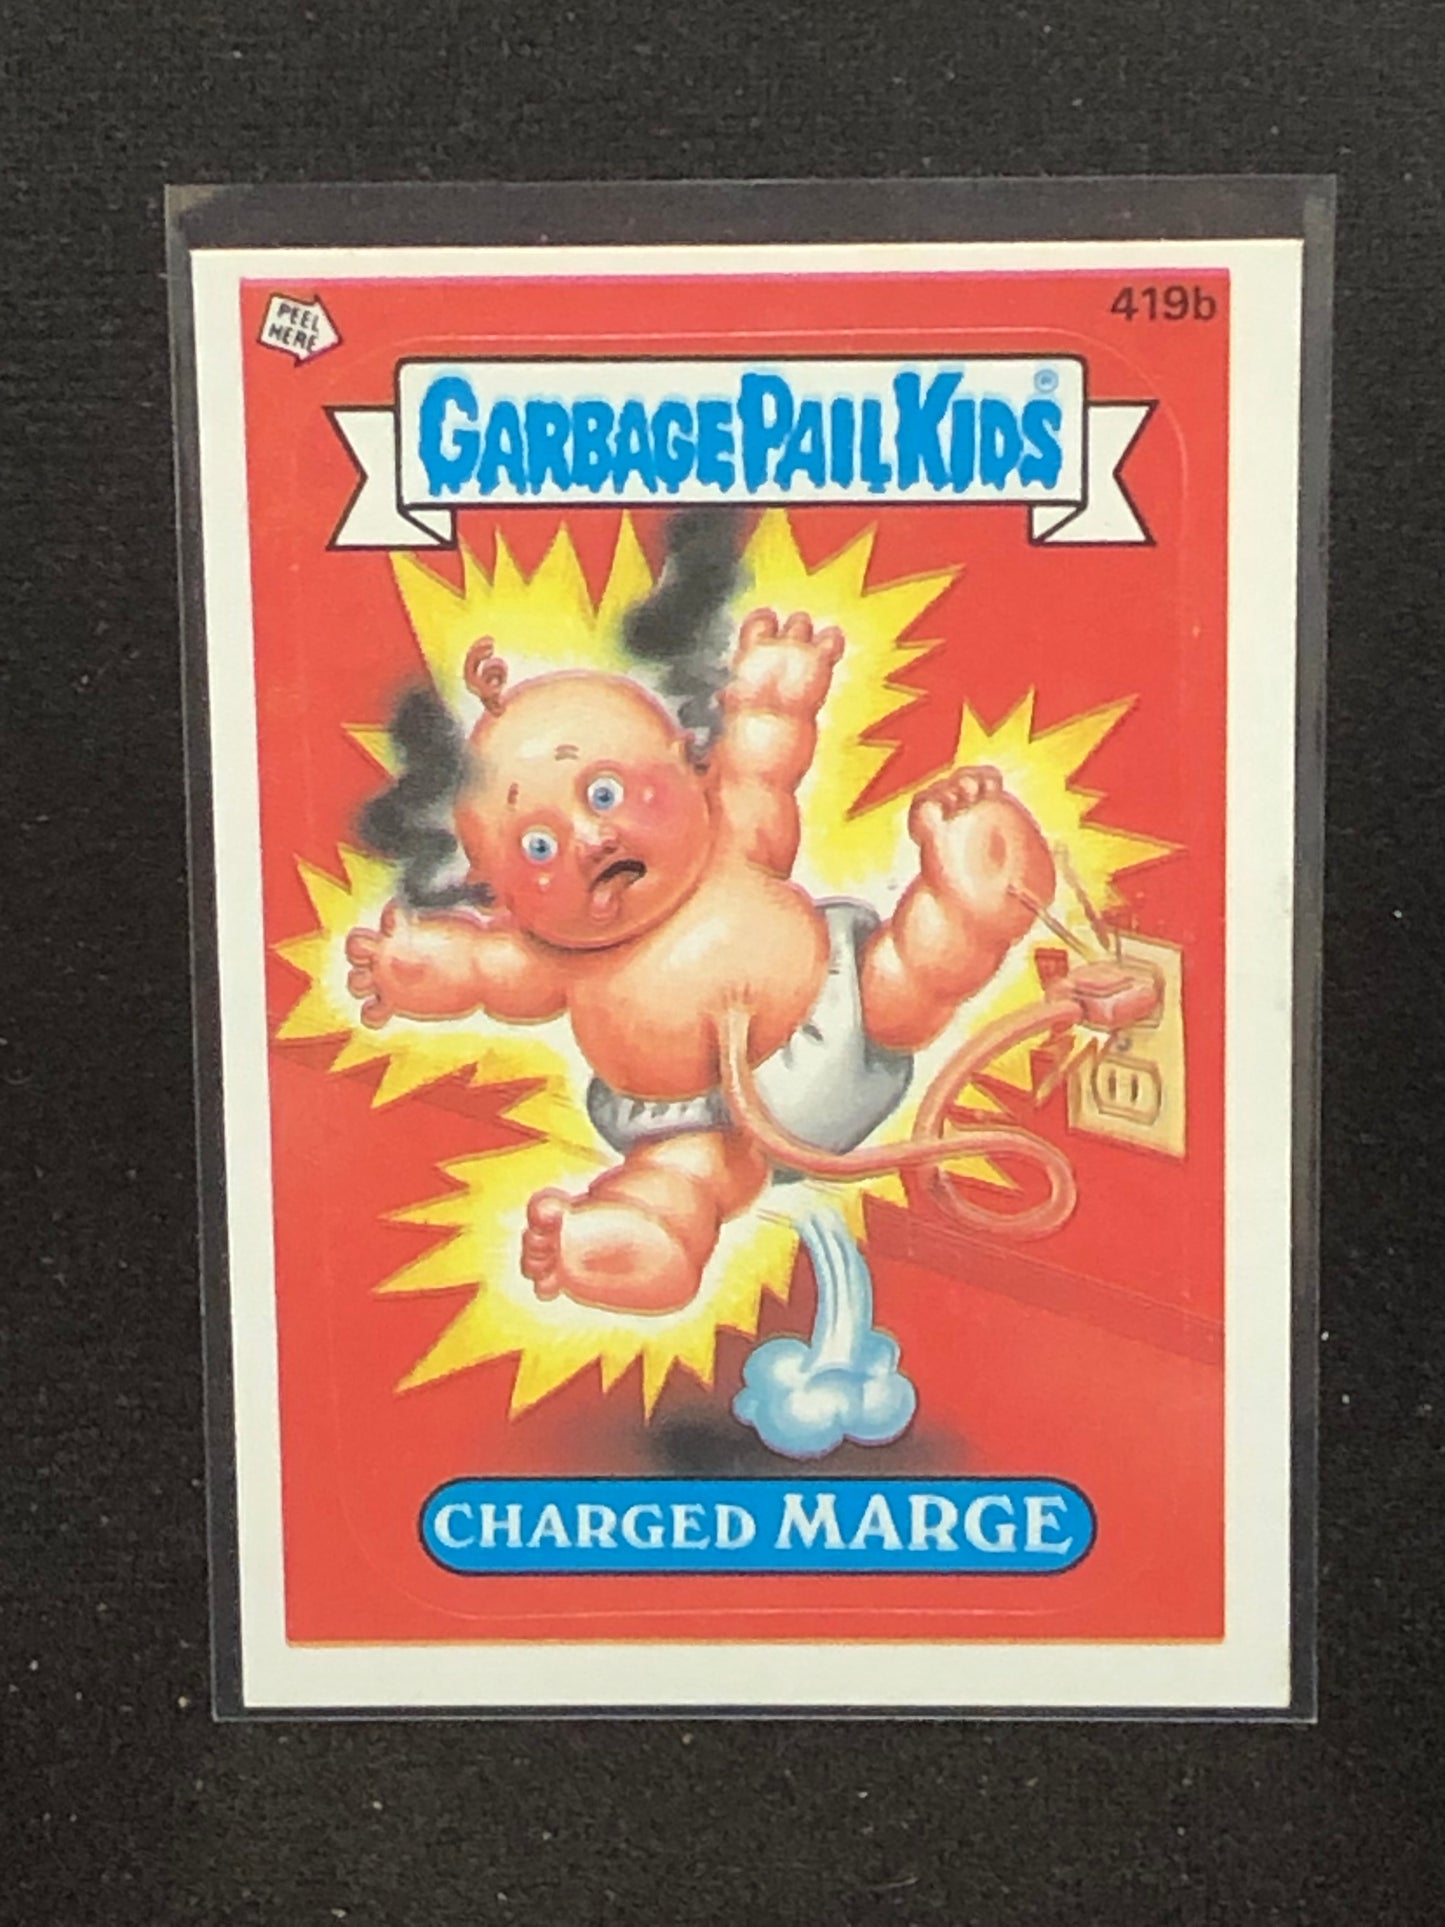 PEEL
HERE
419b
GARBAGE PAIL KIDS®
CHARGED MARGE